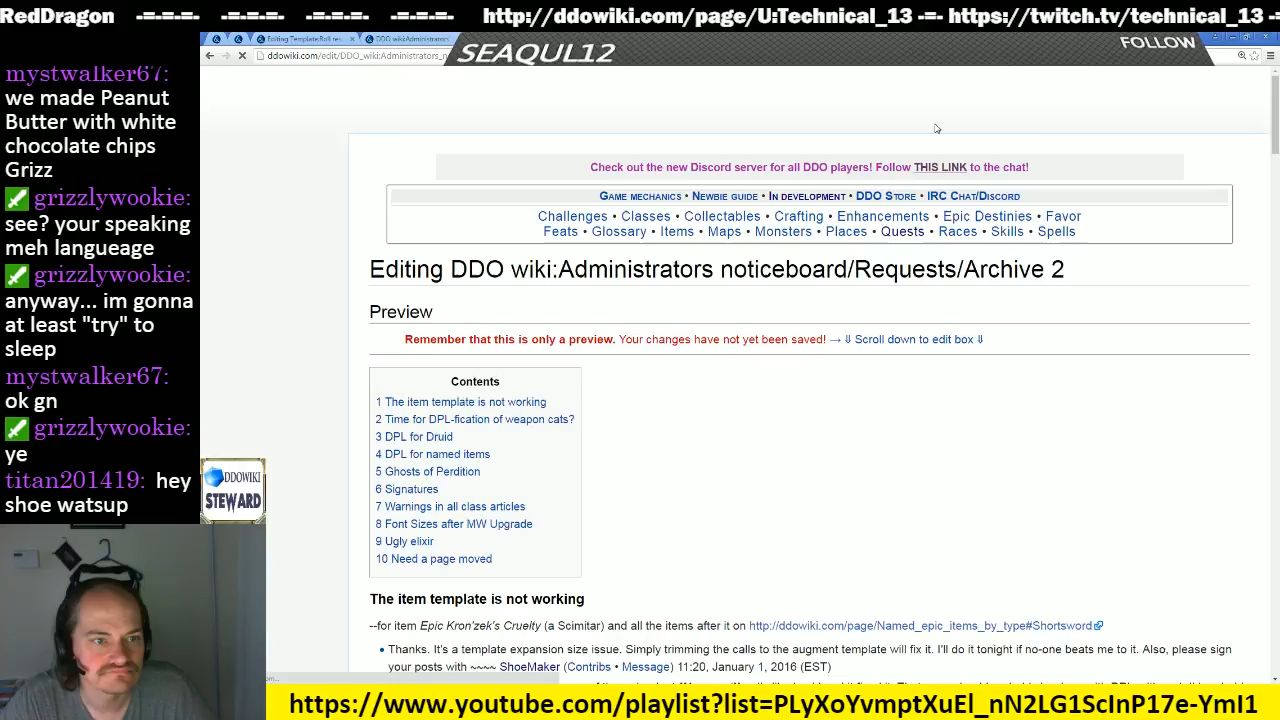 RedDragon -=-=-=- -=-=-=- -=-=-=- -=-=-=- http://ddowiki.com/page/U:Technical_13 -=- https://twitch.tv/technical_13 -=
mystwalker67:
we made Peanut
Butter with white
chocolate chips
Grizz
grizzlywookie:
see? your speaking
meh langueage
grizzlywookie:
anyway... im gonna
at least "try" to
sleep
mystwalker67:
ok gn
grizzlywookie:
ye
titan201419: hey
shoe watsup
Editing Template:Roll res
DDO wiki:Administrators
ddowiki.com/edit/DDO_wiki:Administrators_n
SEAQUL12
FOLLOW
Check out the new Discord server for all DDO players! Follow THIS LINK to the chat!
Game mechanics • Newbie guide • In development • DDO Store • IRC Chat/Discord
Challenges • Classes • Collectables • Crafting • Enhancements • Epic Destinies • Favor
Feats • Glossary • Items • Maps • Monsters • Places • Quests • Races • Skills • Spells
Editing DDO wiki:Administrators noticeboard/Requests/Archive 2
Preview
Remember that this is only a preview. Your changes have not yet been saved! → ⇓ Scroll down to edit box ⇓
Contents
1 The item template is not working
2 Time for DPL-fication of weapon cats?
3 DPL for Druid
4 DPL for named items
5 Ghosts of Perdition
6 Signatures
7 Warnings in all class articles
8 Font Sizes after MW Upgrade
9 Ugly elixir
10 Need a page moved
DDOWIKI
STEWARD
The item template is not working
--for item Epic Kron'zek's Cruelty (a Scimitar) and all the items after it on http://ddowiki.com/page/Named_epic_items_by_type#Shortsword
• Thanks. It's a template expansion size issue. Simply trimming the calls to the augment template will fix it. I'll do it tonight if no-one beats me to it. Also, please sign
your posts with ~~~~ ShoeMaker (Contribs • Message) 11:20, January 1, 2016 (EST)
https://www.youtube.com/playlist?list=PLyXoYvmptXuEl_nN2LG1ScInP17e-YmI1